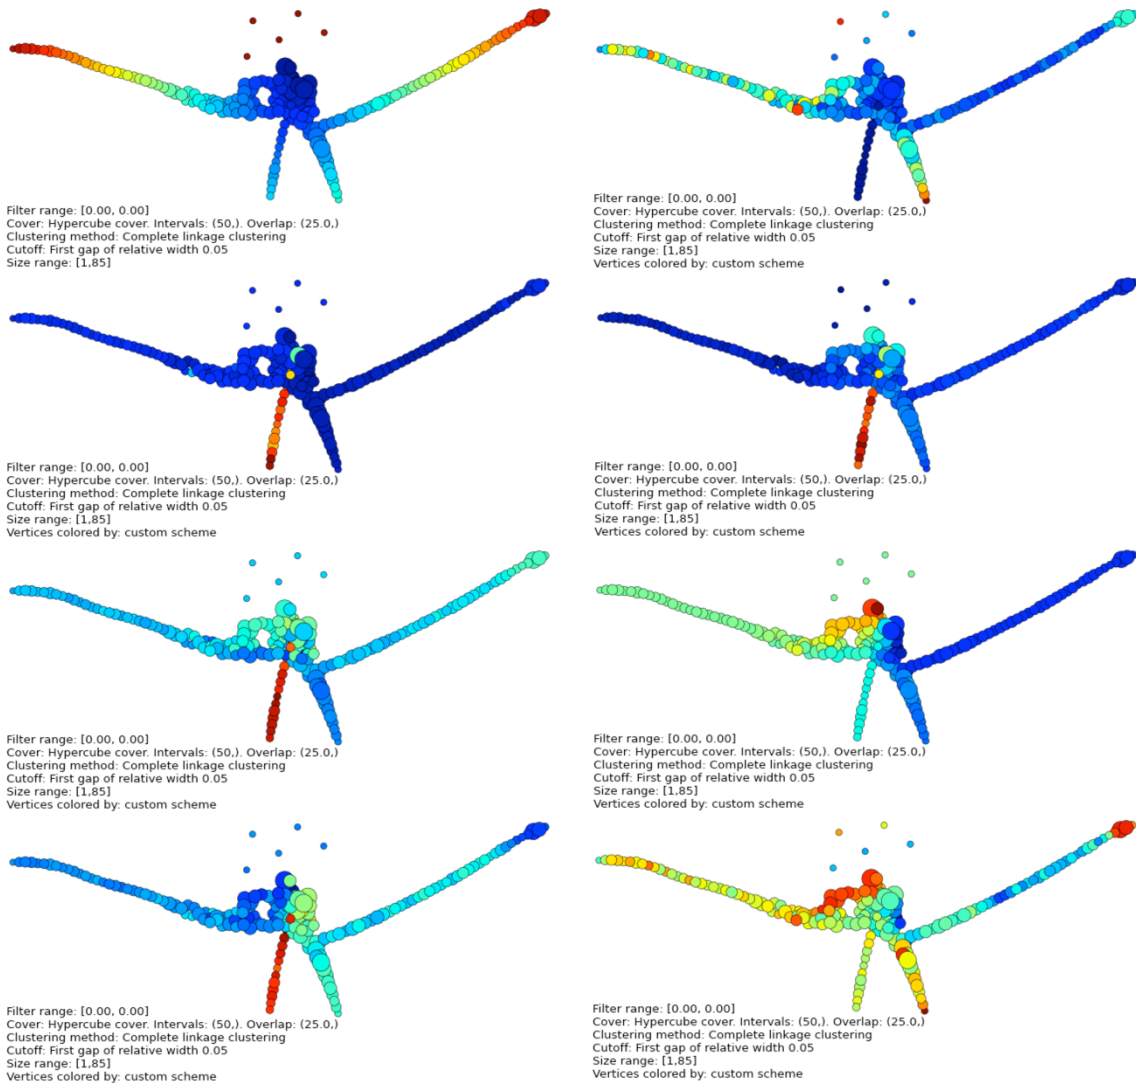 Filter range: [0.00, 0.00]
Cover: Hypercube cover. Intervals: (50,). Overlap: (25.0,)
Clustering method: Complete linkage clustering
Cutoff: First gap of relative width 0.05
Size range: [1,85]
Filter range: [0.00, 0.00]
Cover: Hypercube cover. Intervals: (50,). Overlap: (25.0,)
Clustering method: Complete linkage clustering
Cutoff: First gap of relative width 0.05
Size range: [1,85]
Vertices colored by: custom scheme
Filter range: [0.00, 0.00]
Cover: Hypercube cover. Intervals: (50,). Overlap: (25.0,)
Clustering method: Complete linkage clustering
Cutoff: First gap of relative width 0.05
Size range: [1,85]
Vertices colored by: custom scheme
Filter range: [0.00, 0.00]
Cover: Hypercube cover. Intervals: (50,). Overlap: (25.0,)
Clustering method: Complete linkage clustering
Cutoff: First gap of relative width 0.05
Size range: [1,85]
Vertices colored by: custom scheme
Filter range: [0.00, 0.00]
Cover: Hypercube cover. Intervals: (50,). Overlap: (25.0,)
Clustering method: Complete linkage clustering
Cutoff: First gap of relative width 0.05
Size range: [1,85]
Vertices colored by: custom scheme
Filter range: [0.00, 0.00]
Cover: Hypercube cover. Intervals: (50,). Overlap: (25.0,)
Clustering method: Complete linkage clustering
Cutoff: First gap of relative width 0.05
Size range: [1,85]
Vertices colored by: custom scheme
Filter range: [0.00, 0.00]
Cover: Hypercube cover. Intervals: (50,). Overlap: (25.0,)
Clustering method: Complete linkage clustering
Cutoff: First gap of relative width 0.05
Size range: [1,85]
Vertices colored by: custom scheme
Filter range: [0.00, 0.00]
Cover: Hypercube cover. Intervals: (50,). Overlap: (25.0,)
Clustering method: Complete linkage clustering
Cutoff: First gap of relative width 0.05
Size range: [1,85]
Vertices colored by: custom scheme